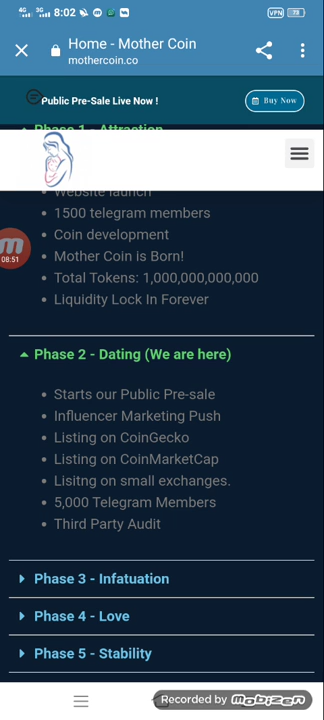 4G 3G 8:02 VPN 73
Home - Mother Coin
mothercoin.co
Public Pre-Sale Live Now !
Buy Now
Phase 1 - Attraction
Website launch
1500 telegram members
Coin development
Mother Coin is Born!
Total Tokens: 1,000,000,000,000
Liquidity Lock In Forever
08:51
Phase 2 - Dating (We are here)
Starts our Public Pre-sale
Influencer Marketing Push
Listing on CoinGecko
Listing on CoinMarketCap
Lisitng on small exchanges.
5,000 Telegram Members
Third Party Audit
Phase 3 - Infatuation
Phase 4 - Love
Phase 5 - Stability
Recorded by Mobizen